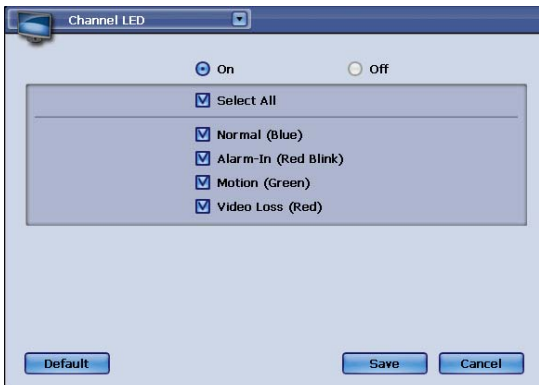 Channel LED
On Off
Select All
Normal (Blue)
Alarm-In (Red Blink)
Motion (Green)
Video Loss (Red)
Default Save Cancel